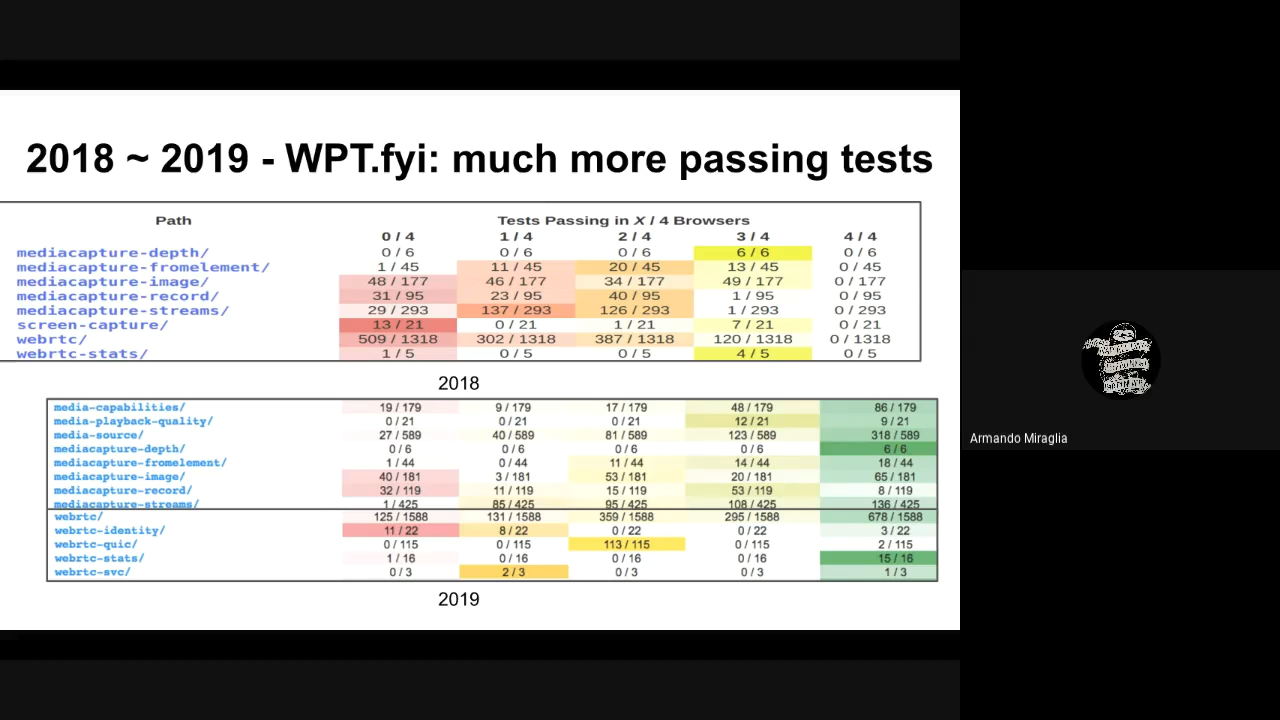 2018 ~ 2019 - WPT.fyi: much more passing tests
Path Tests Passing in X / 4 Browsers
0 / 4 1 / 4 2 / 4 3 / 4 4 / 4
mediacapture-depth/ 0 / 6 0 / 6 0 / 6 6 / 6 0 / 6
mediacapture-fromelement/ 1 / 45 11 / 45 20 / 45 13 / 45 0 / 45
mediacapture-image/ 48 / 177 46 / 177 34 / 177 49 / 177 0 / 177
mediacapture-record/ 31 / 95 23 / 95 40 / 95 1 / 95 0 / 95
mediacapture-streams/ 29 / 293 137 / 293 126 / 293 1 / 293 0 / 293
screen-capture/ 13 / 21 0 / 21 1 / 21 7 / 21 0 / 21
webrtc/ 509 / 1318 302 / 1318 387 / 1318 120 / 1318 0 / 1318
webrtc-stats/ 1 / 5 0 / 5 0 / 5 4 / 5 0 / 5
2018
media-capabilities/ 19 / 179 9 / 179 17 / 179 48 / 179 86 / 179
media-playback-quality/ 0 / 21 0 / 21 0 / 21 12 / 21 9 / 21
media-source/ 27 / 589 40 / 589 81 / 589 123 / 589 318 / 589
mediacapture-depth/ 0 / 6 0 / 6 0 / 6 0 / 6 6 / 6
mediacapture-fromelement/ 1 / 44 0 / 44 11 / 44 14 / 44 18 / 44
mediacapture-image/ 40 / 181 3 / 181 53 / 181 20 / 181 65 / 181
mediacapture-record/ 32 / 119 11 / 119 15 / 119 53 / 119 8 / 119
mediacapture-streams/ 1 / 425 85 / 425 95 / 425 108 / 425 136 / 425
webrtc/ 125 / 1588 131 / 1588 359 / 1588 295 / 1588 678 / 1588
webrtc-identity/ 11 / 22 8 / 22 0 / 22 0 / 22 3 / 22
webrtc-quic/ 0 / 115 0 / 115 113 / 115 0 / 115 2 / 115
webrtc-stats/ 1 / 16 0 / 16 0 / 16 0 / 16 15 / 16
webrtc-svc/ 0 / 3 2 / 3 0 / 3 0 / 3 1 / 3
2019
Armando Miraglia